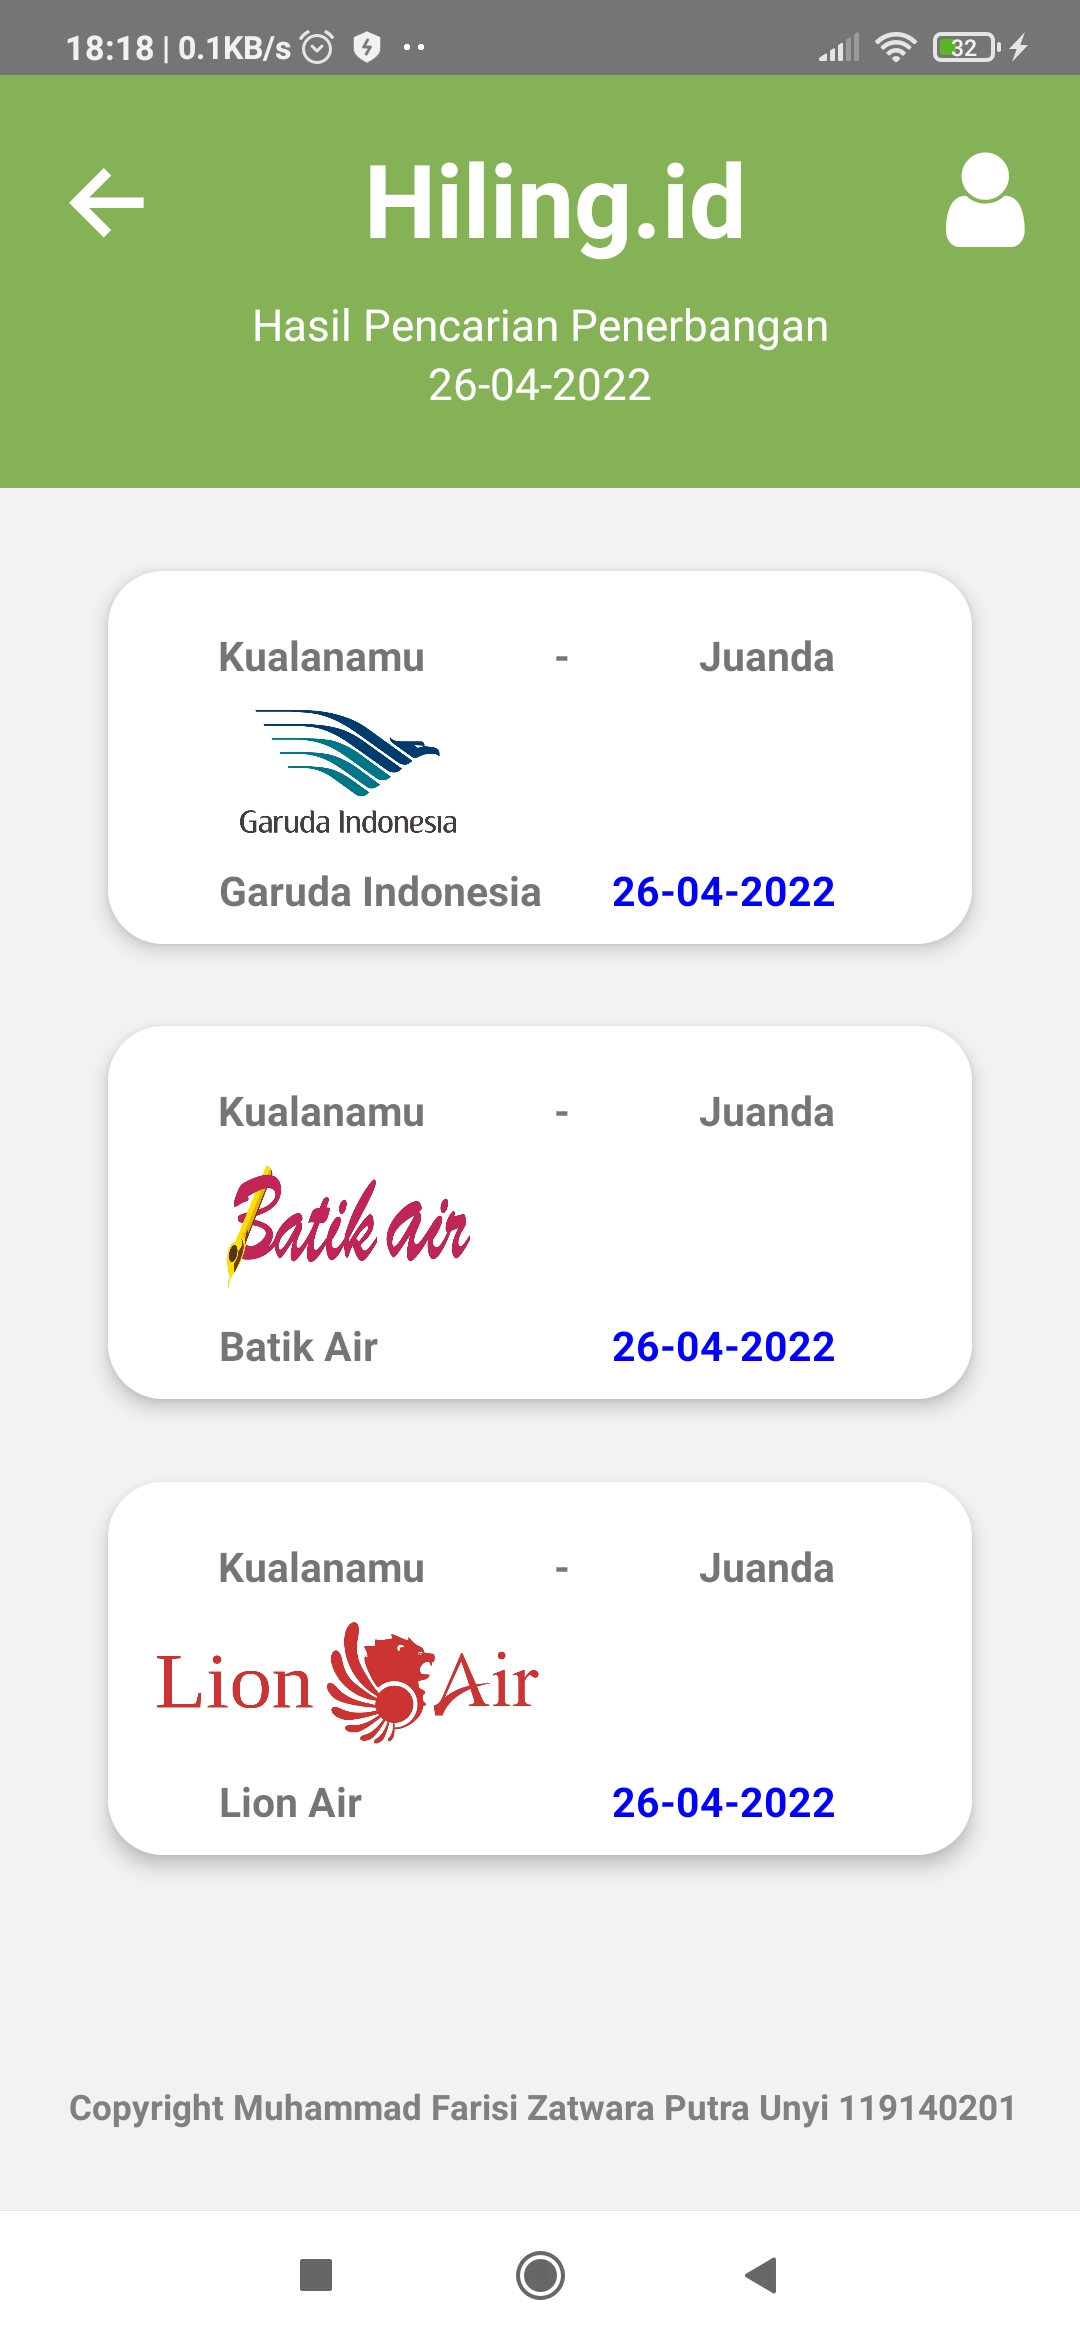 18:18 | 0.1KB/s
32
Hiling.id
Hasil Pencarian Penerbangan
26-04-2022
Kualanamu - Juanda
Garuda Indonesia
Garuda Indonesia 26-04-2022
Kualanamu - Juanda
Batik air
Batik Air 26-04-2022
Kualanamu - Juanda
Lion Air
Lion Air 26-04-2022
Copyright Muhammad Farisi Zatwara Putra Unyi 119140201